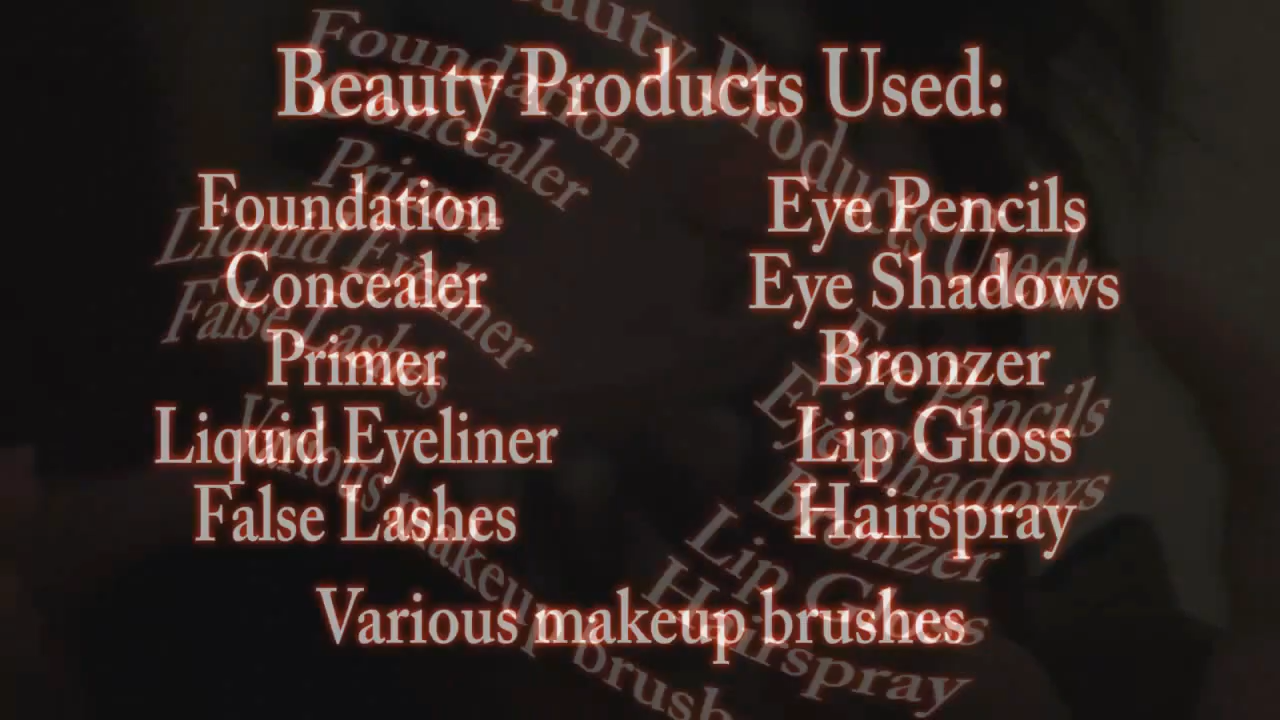 Beauty Products Used:
Foundation
Concealer
Primer
Liquid Eyeliner
False Lashes
Eye Pencils
Eye Shadows
Bronzer
Lip Gloss
Hairspray
Various makeup brushes